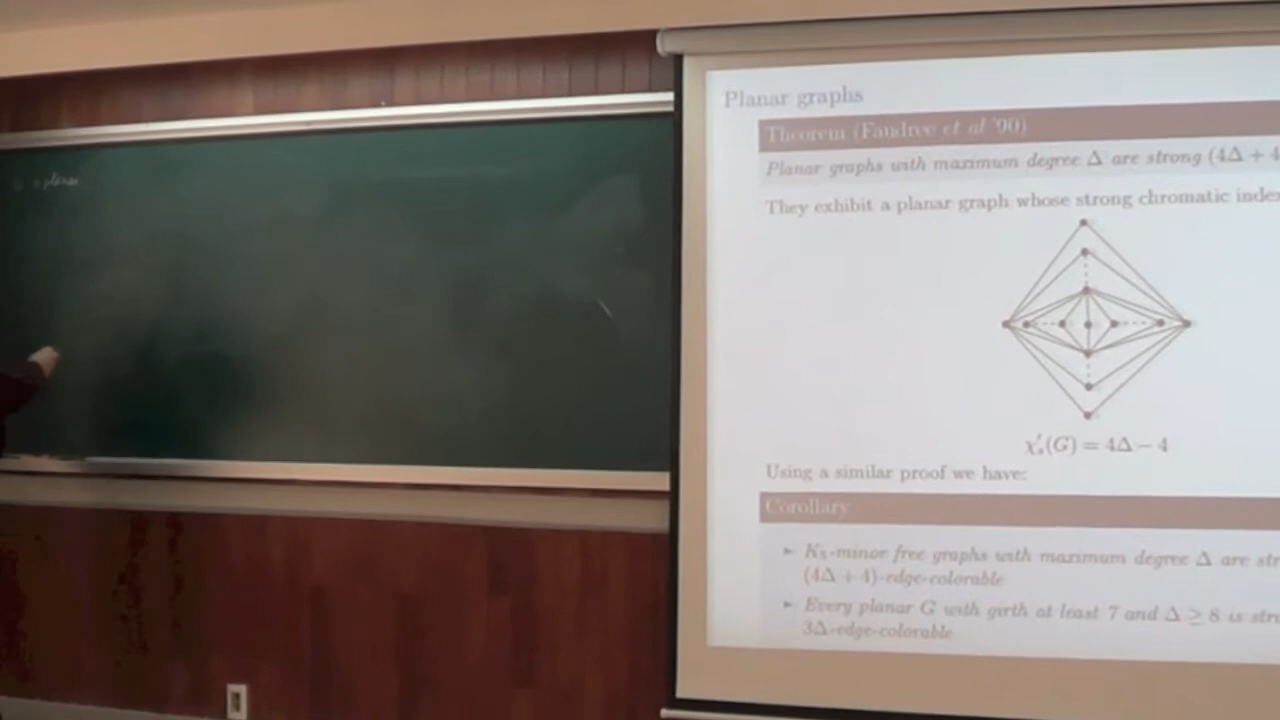 planar
Planar graphs
Theorem (Faudree et al '90)
Planar graphs with maximum degree Δ are strong (4Δ + 4
They exhibit a planar graph whose strong chromatic index
χ′ₛ(G) = 4Δ − 4
Using a similar proof we have:
Corollary
► K₅-minor free graphs with maximum degree Δ are str
(4Δ + 4)-edge-colorable
► Every planar G with girth at least 7 and Δ ≥ 8 is stro
3Δ-edge-colorable